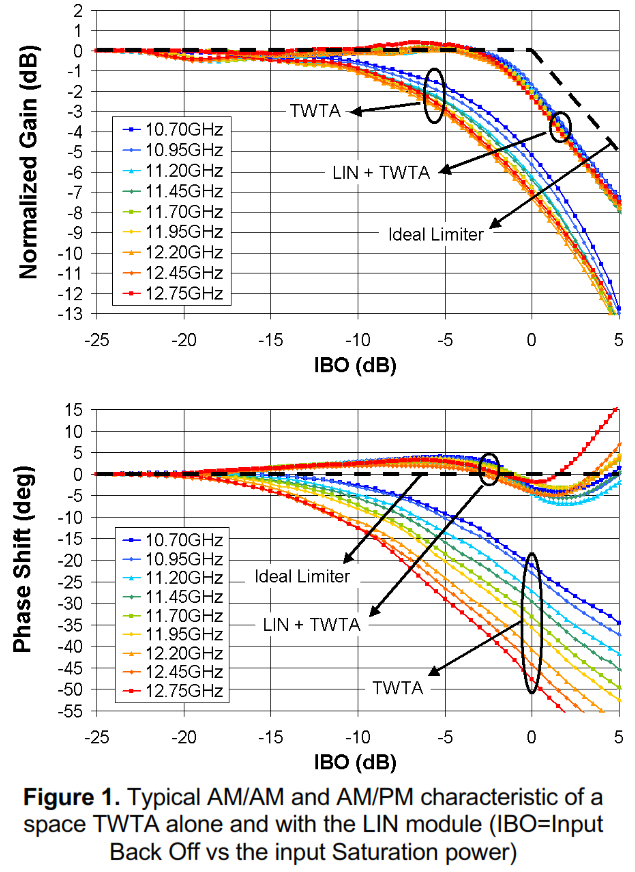 2
1
0
-1
-2
-3
-4
-5
-6
-7
-8
-9
-10
-11
-12
-13
Normalized Gain (dB)
TWTA
LIN + TWTA
Ideal Limiter
10.70GHz
10.95GHz
11.20GHz
11.45GHz
11.70GHz
11.95GHz
12.20GHz
12.45GHz
12.75GHz
-25 -20 -15 -10 -5 0 5
IBO (dB)
15
10
5
0
-5
-10
-15
-20
-25
-30
-35
-40
-45
-50
-55
Phase Shift (deg)
Ideal Limiter
LIN + TWTA
TWTA
10.70GHz
10.95GHz
11.20GHz
11.45GHz
11.70GHz
11.95GHz
12.20GHz
12.45GHz
12.75GHz
-25 -20 -15 -10 -5 0 5
IBO (dB)
Figure 1. Typical AM/AM and AM/PM characteristic of a
space TWTA alone and with the LIN module (IBO=Input
Back Off vs the input Saturation power)